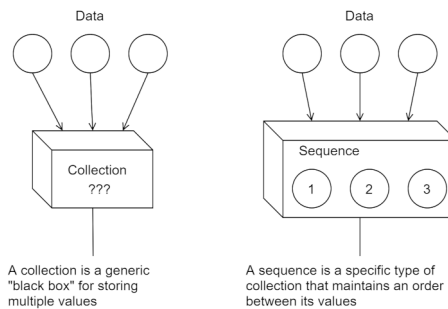 Data
Collection
???
A collection is a generic
"black box" for storing
multiple values
Data
Sequence
1
2
3
A sequence is a specific type of
collection that maintains an order
between its values